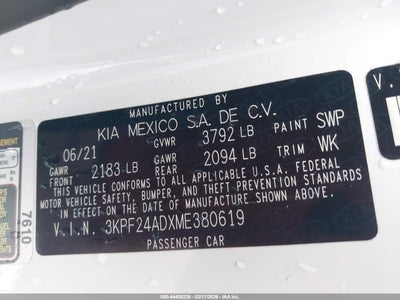 MANUFACTURED BY
KIA MEXICO S.A. DE C.V.
06/21 GVWR 3792 LB PAINT SWP
GAWR FRONT 2183 LB GAWR REAR 2094 LB TRIM WK
THIS VEHICLE CONFORMS TO ALL APPLICABLE U.S.A. FEDERAL
MOTOR VEHICLE SAFETY, BUMPER, AND THEFT PREVENTION STANDARDS
IN EFFECT ON THE DATE OF MANUFACTURE SHOWN ABOVE.
V.I.N. 3KPF24ADXME380619
PASSENGER CAR
7610
V.